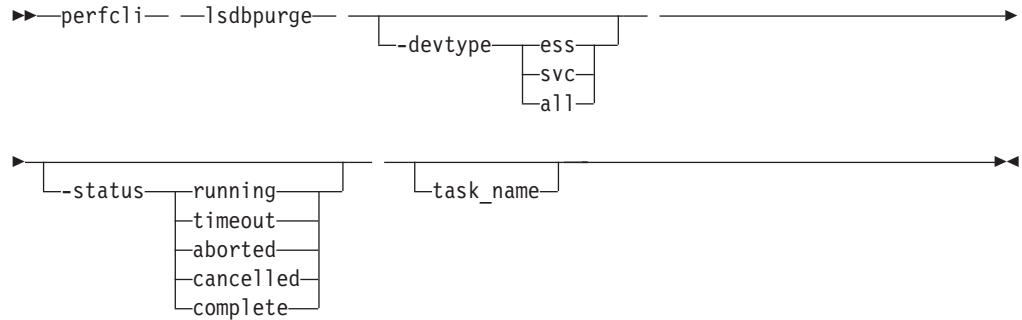 perfcli lsdbpurge
-devtype ess
svc
all
-status running
timeout
aborted
cancelled
complete
task_name